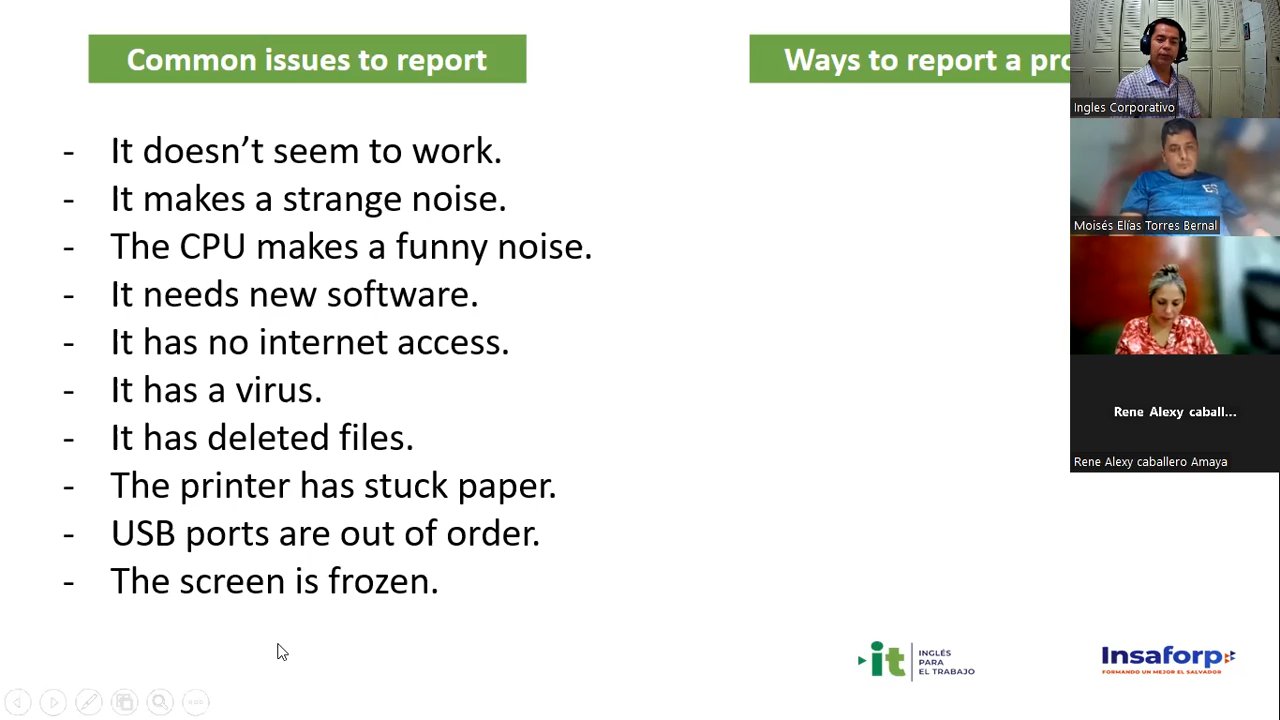 Common issues to report
- It doesn't seem to work.
- It makes a strange noise.
- The CPU makes a funny noise.
- It needs new software.
- It has no internet access.
- It has a virus.
- It has deleted files.
- The printer has stuck paper.
- USB ports are out of order.
- The screen is frozen.
Ways to report a pro
Ingles Corporativo
Moisés Elías Torres Bernal
Rene Alexy caball...
Rene Alexy caballero Amaya
it
INGLÉS
PARA
EL TRABAJO
Insaforp
FORMANDO UN MEJOR EL SALVADOR